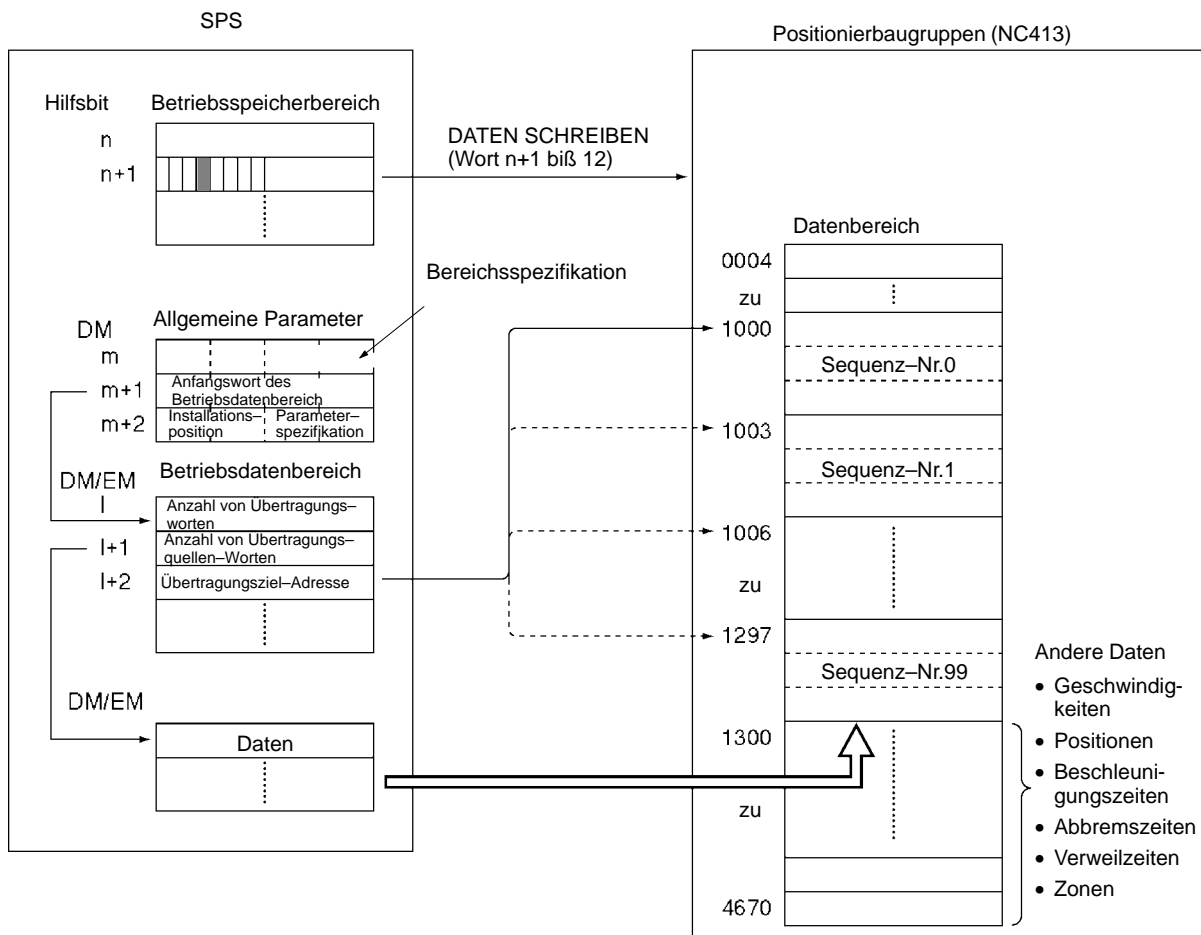 SPS
Positionierbaugruppen (NC413)
Hilfsbit
Betriebsspeicherbereich
n
n+1
DATEN SCHREIBEN
(Wort n+1 biß 12)
Bereichsspezifikation
DM
Allgemeine Parameter
m
m+1
Anfangswort des
Betriebsdatenbereich
m+2
Installations–
position
Parameter–
spezifikation
DM/EM
Betriebsdatenbereich
l
Anzahl von Übertragungs–
worten
l+1
Anzahl von Übertragungs-
quellen–Worten
l+2
Übertragungsziel–Adresse
DM/EM
Daten
Datenbereich
0004
zu
1000
Sequenz–Nr.0
1003
Sequenz–Nr.1
1006
zu
1297
Sequenz–Nr.99
1300
zu
4670
Andere Daten
• Geschwindig-
keiten
• Positionen
• Beschleuni-
gungszeiten
• Abbremszeiten
• Verweilzeiten
• Zonen